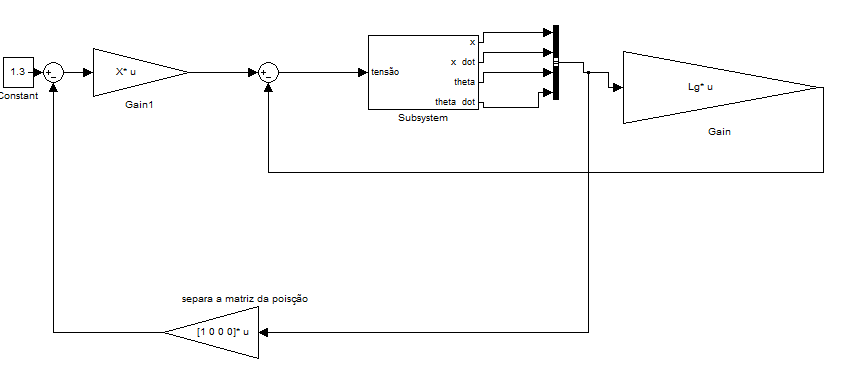 1.3
Constant
+
-
X* u
Gain1
+
-
tensão
x
x dot
theta
theta dot
Subsystem
Lg* u
Gain
separa a matriz da poisção
[1 0 0 0]* u